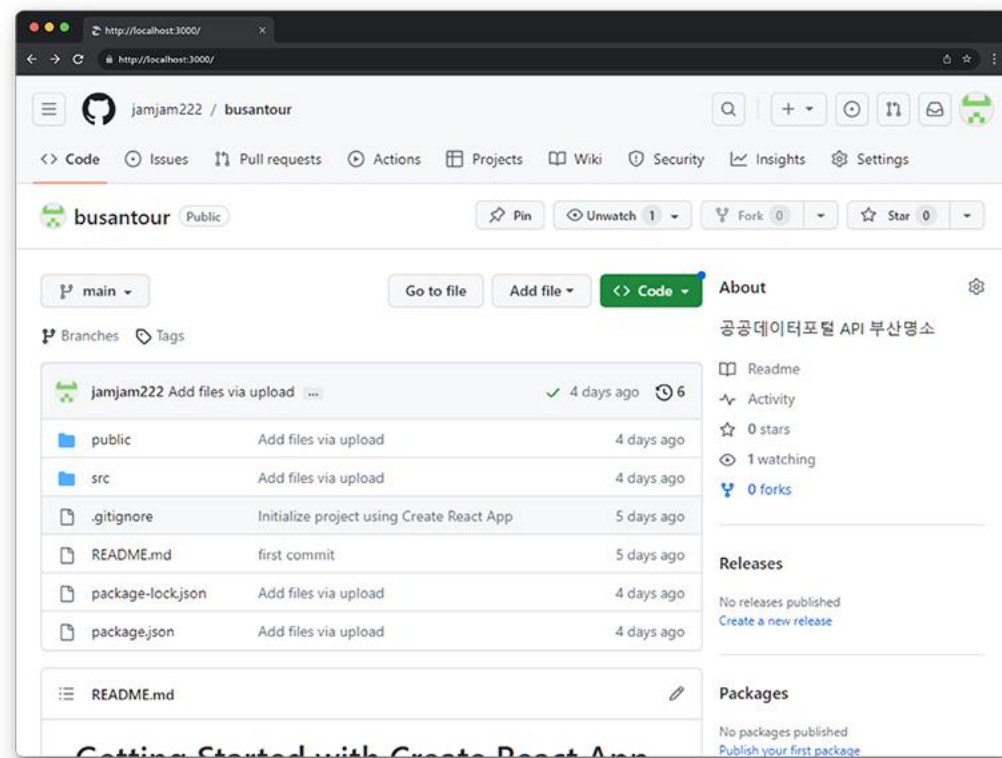 http://localhost:3000/
http://localhost:3000/
jamjam222 / busantour
Code Issues Pull requests Actions Projects Wiki Security Insights Settings
busantour Public Pin Unwatch 1 Fork 0 Star 0
main Go to file Add file Code
Branches Tags
jamjam222 Add files via upload ... 4 days ago 6
public Add files via upload 4 days ago
src Add files via upload 4 days ago
.gitignore Initialize project using Create React App 5 days ago
README.md first commit 5 days ago
package-lock.json Add files via upload 4 days ago
package.json Add files via upload 4 days ago
README.md
Getting Started with Create React App
About
공공데이터포털 API 부산명소
Readme
Activity
0 stars
1 watching
0 forks
Releases
No releases published
Create a new release
Packages
No packages published
Publish your first package